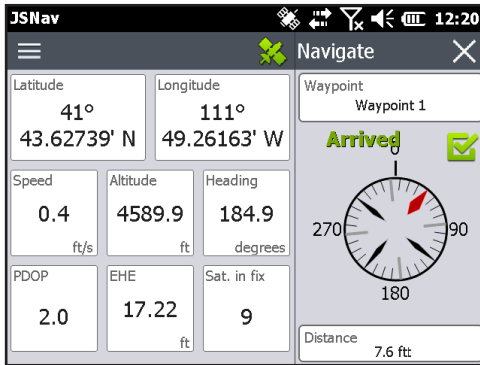 JSNav
12:20
Navigate
Latitude
41°
43.62739' N
Longitude
111°
49.26163' W
Waypoint
Waypoint 1
Arrived
0
270
90
180
Speed
0.4
ft/s
Altitude
4589.9
ft
Heading
184.9
degrees
PDOP
2.0
EHE
17.22
ft
Sat. in fix
9
Distance
7.6 ftt